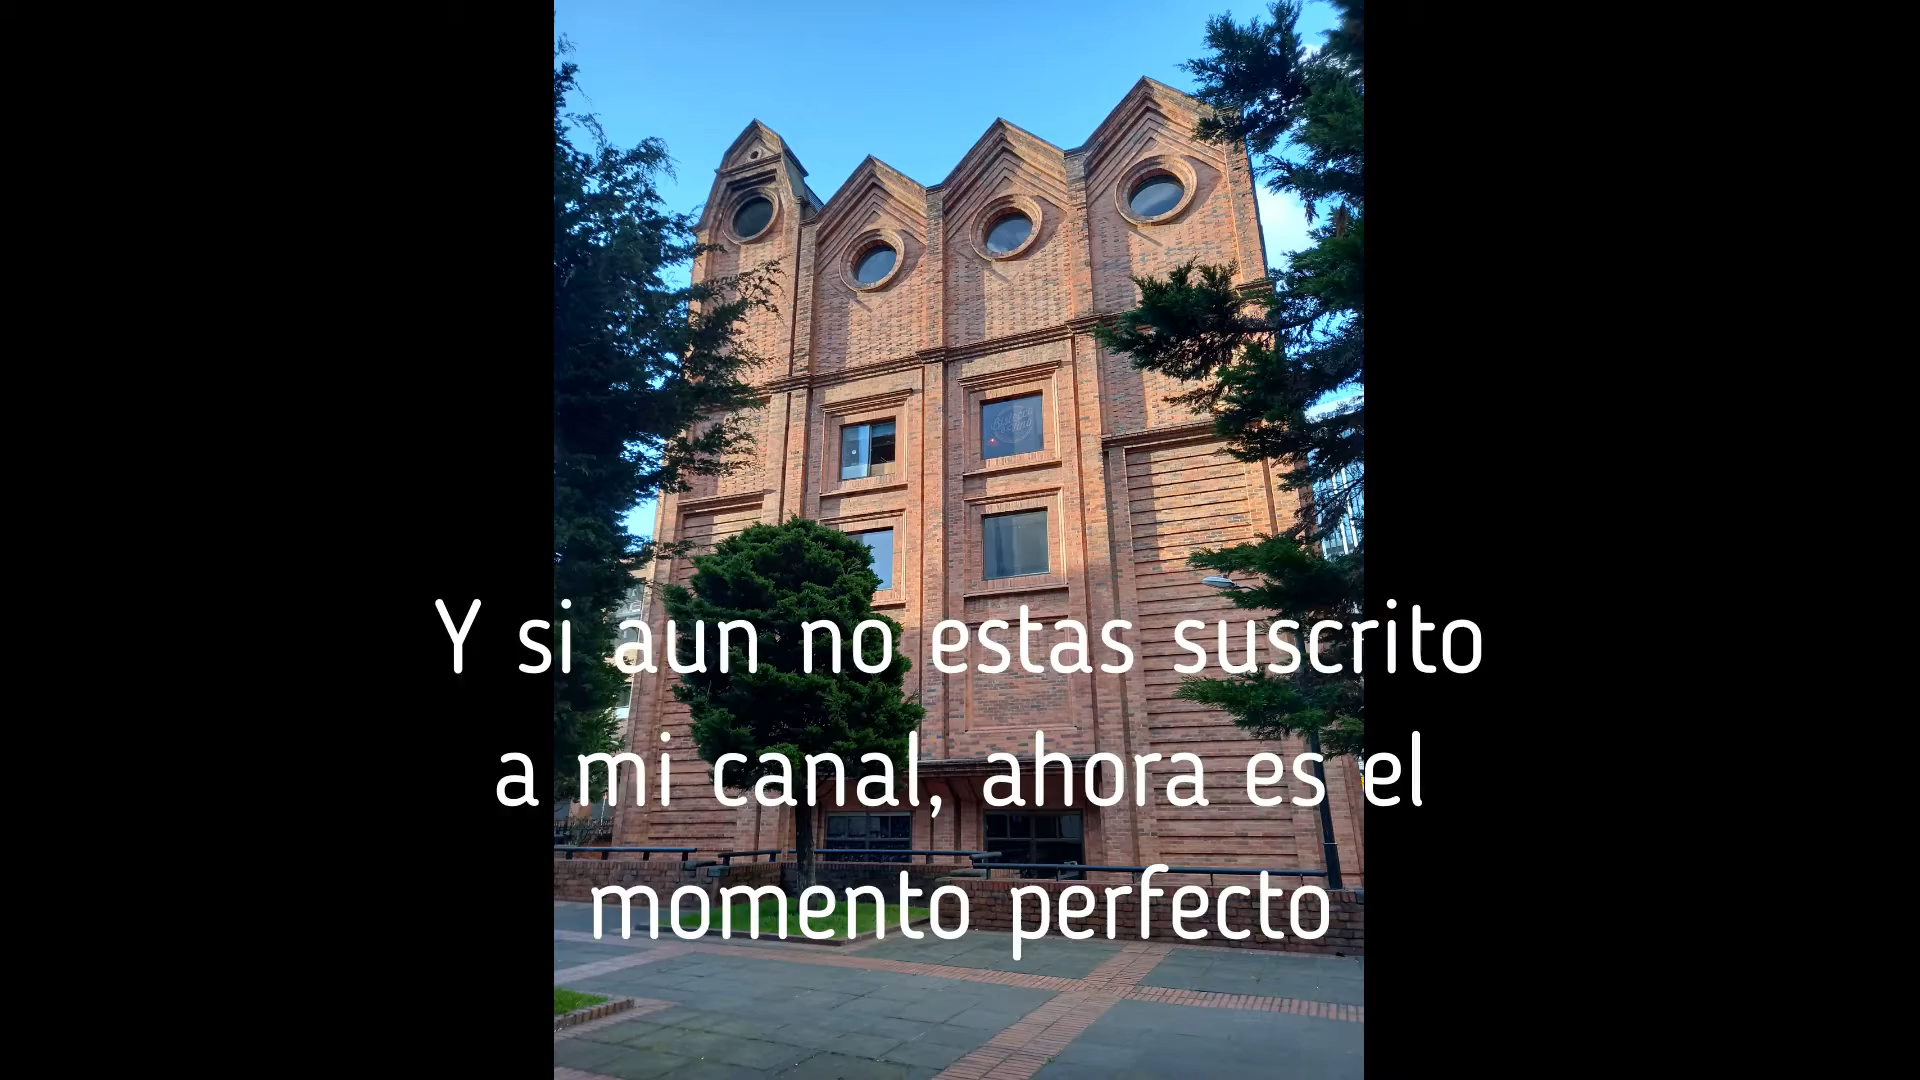 Y si aun no estas suscrito
a mi canal, ahora es el
momento perfecto